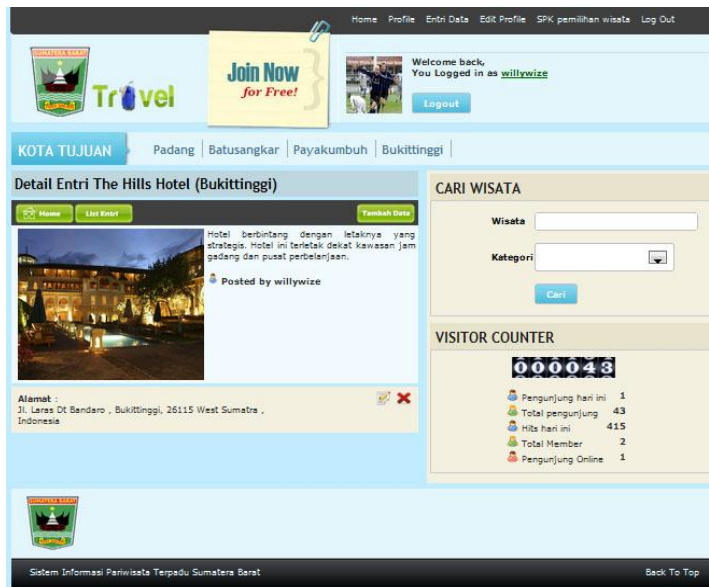 Home Profile Entri Data Edit Profile SPK pemilihan wisata Log Out
SUMATERA BARAT
Travel
Join Now
for Free!
Welcome back,
You Logged in as willywize
Logout
KOTA TUJUAN
Padang | Batusangkar | Payakumbuh | Bukittinggi |
Detail Entri The Hills Hotel (Bukittinggi)
Home List Entri Tambah Data
Hotel berbintang dengan letaknya yang
strategis. Hotel ini terletak dekat kawasan jam
gadang dan pusat perbelanjaan.
Posted by willywize
Alamat :
Jl. Laras Dt Bandaro , Bukittinggi, 26115 West Sumatra ,
Indonesia
CARI WISATA
Wisata
Kategori
Cari
VISITOR COUNTER
000043
Pengunjung hari ini 1
Total pengunjung 43
Hits hari ini 415
Total Member 2
Pengunjung Online 1
SUMATERA BARAT
Sistem Informasi Pariwisata Terpadu Sumatera Barat
Back To Top